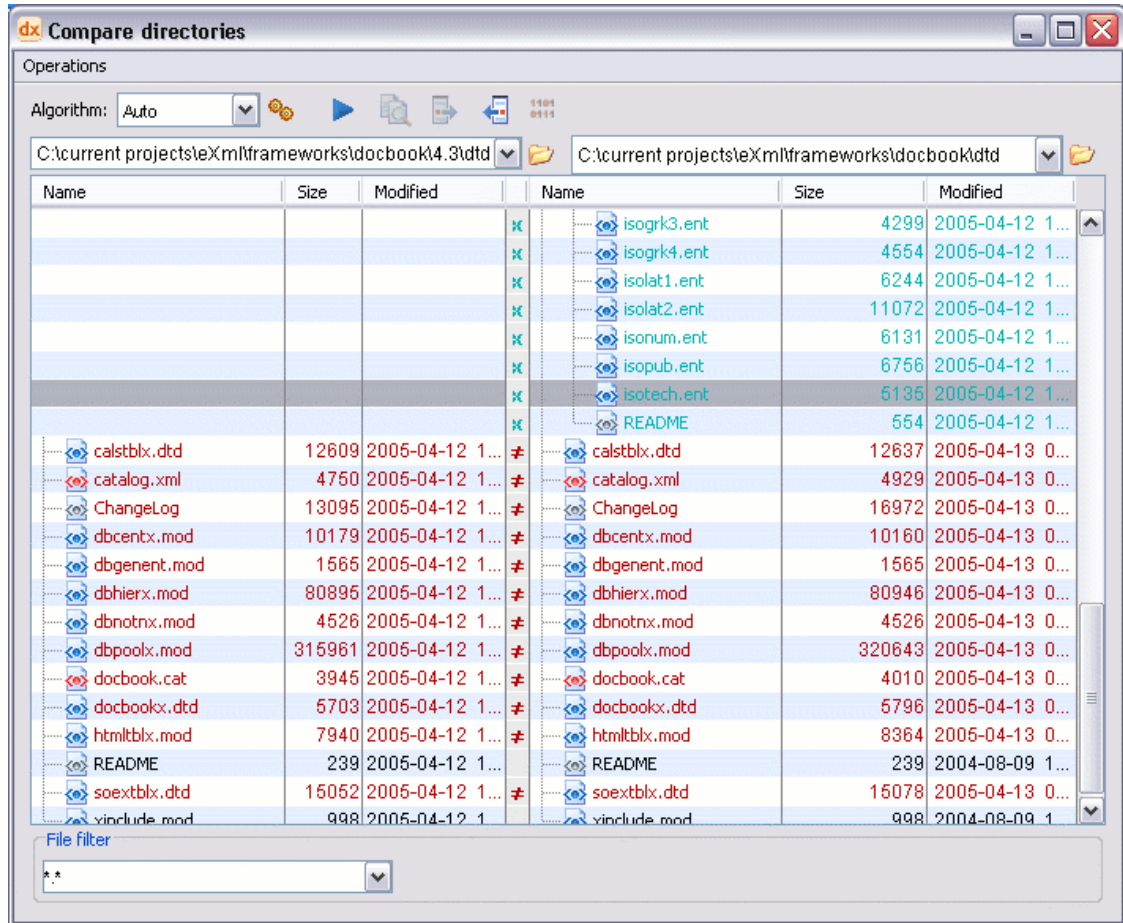 dx Compare directories
Operations
Algorithm: Auto 1101 0111
C:\current projects\eXml\frameworks\docbook\4.3\dtd C:\current projects\eXml\frameworks\docbook\dtd
Name Size Modified Name Size Modified
isogrk3.ent 4299 2005-04-12 1...
isogrk4.ent 4554 2005-04-12 1...
isolat1.ent 6244 2005-04-12 1...
isolat2.ent 11072 2005-04-12 1...
isonum.ent 6131 2005-04-12 1...
isopub.ent 6756 2005-04-12 1...
isotech.ent 5135 2005-04-12 1...
README 554 2005-04-12 1...
calstblx.dtd 12609 2005-04-12 1... ≠ calstblx.dtd 12637 2005-04-13 0...
catalog.xml 4750 2005-04-12 1... ≠ catalog.xml 4929 2005-04-13 0...
ChangeLog 13095 2005-04-12 1... ≠ ChangeLog 16972 2005-04-13 0...
dbcentx.mod 10179 2005-04-12 1... ≠ dbcentx.mod 10160 2005-04-13 0...
dbgenent.mod 1565 2005-04-12 1... ≠ dbgenent.mod 1565 2005-04-13 0...
dbhierx.mod 80895 2005-04-12 1... ≠ dbhierx.mod 80946 2005-04-13 0...
dbnotnx.mod 4526 2005-04-12 1... ≠ dbnotnx.mod 4526 2005-04-13 0...
dbpoolx.mod 315961 2005-04-12 1... ≠ dbpoolx.mod 320643 2005-04-13 0...
docbook.cat 3945 2005-04-12 1... ≠ docbook.cat 4010 2005-04-13 0...
docbookx.dtd 5703 2005-04-12 1... ≠ docbookx.dtd 5796 2005-04-13 0...
htmltblx.mod 7940 2005-04-12 1... ≠ htmltblx.mod 8364 2005-04-13 0...
README 239 2005-04-12 1... README 239 2004-08-09 1...
soextblx.dtd 15052 2005-04-12 1... ≠ soextblx.dtd 15078 2005-04-13 0...
xinclude.mod 998 2005-04-12 1 xinclude.mod 998 2004-08-09 1
File filter
*.*